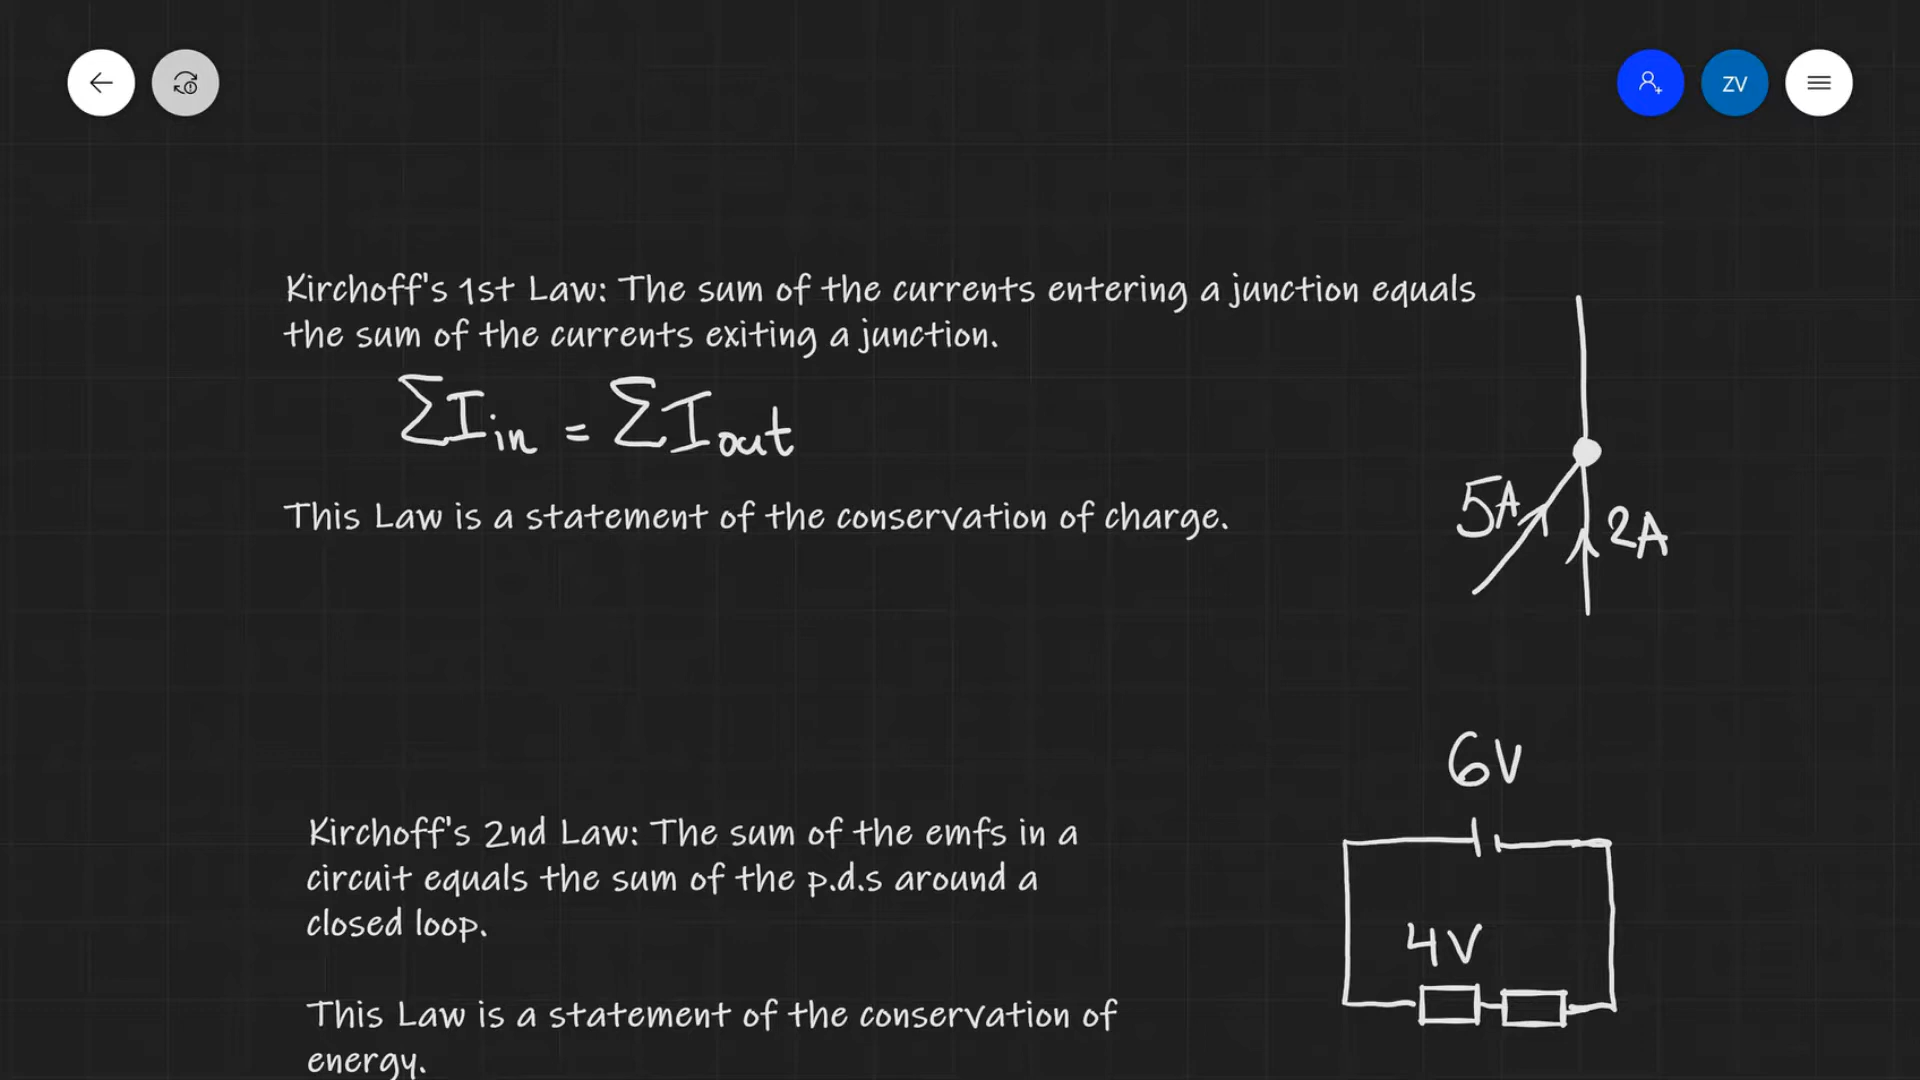 ZV
Kirchoff's 1st Law: The sum of the currents entering a junction equals
the sum of the currents exiting a junction.
ΣI_in = ΣI_out
This Law is a statement of the conservation of charge.
5A
2A
6V
Kirchoff's 2nd Law: The sum of the emfs in a
circuit equals the sum of the p.d.s around a
closed loop.
4V
This Law is a statement of the conservation of
energy.